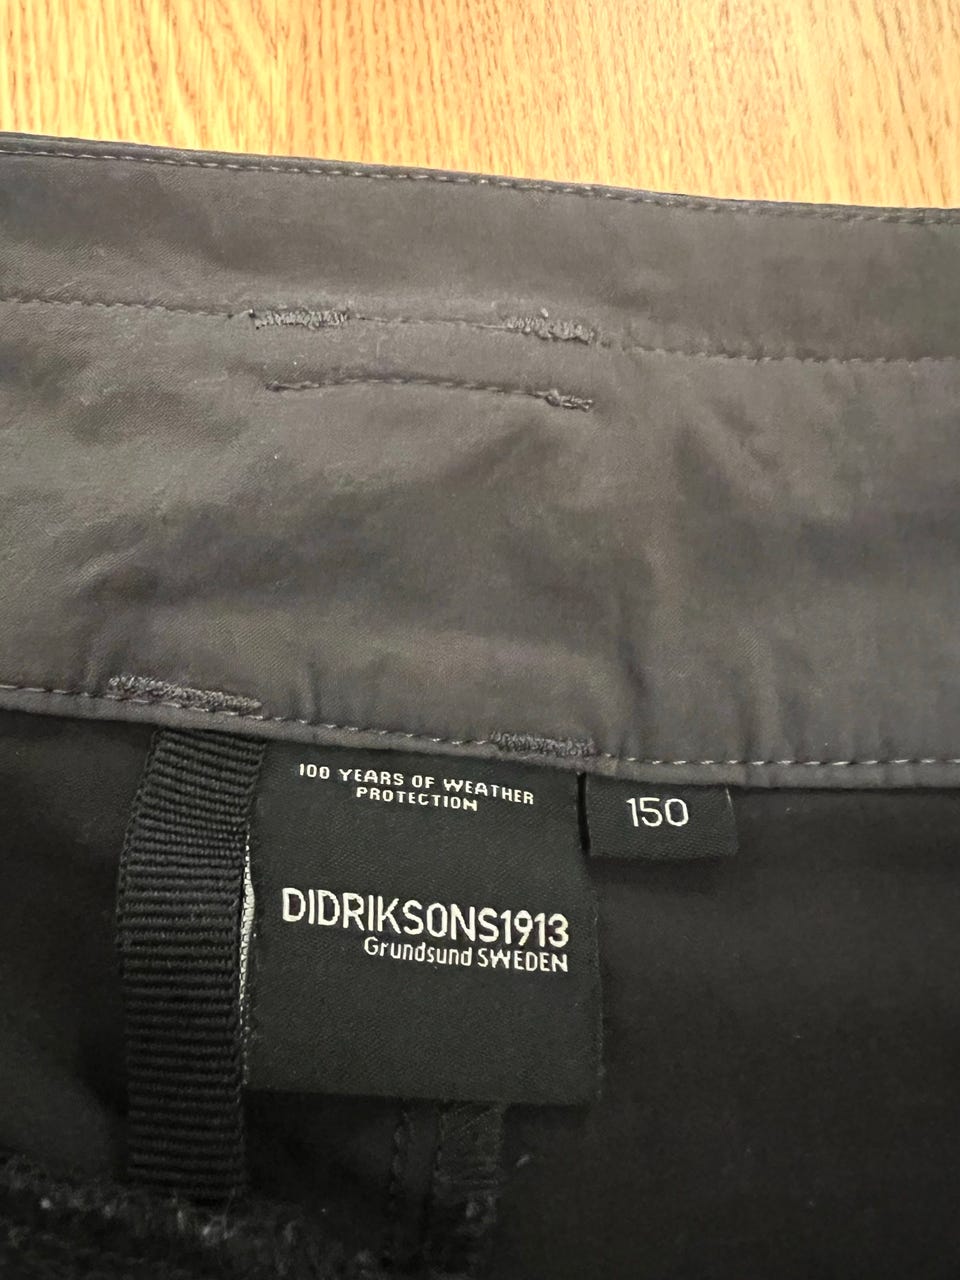 100 YEARS OF WEATHER
PROTECTION
150
DIDRIKSONS1913
Grundsund SWEDEN